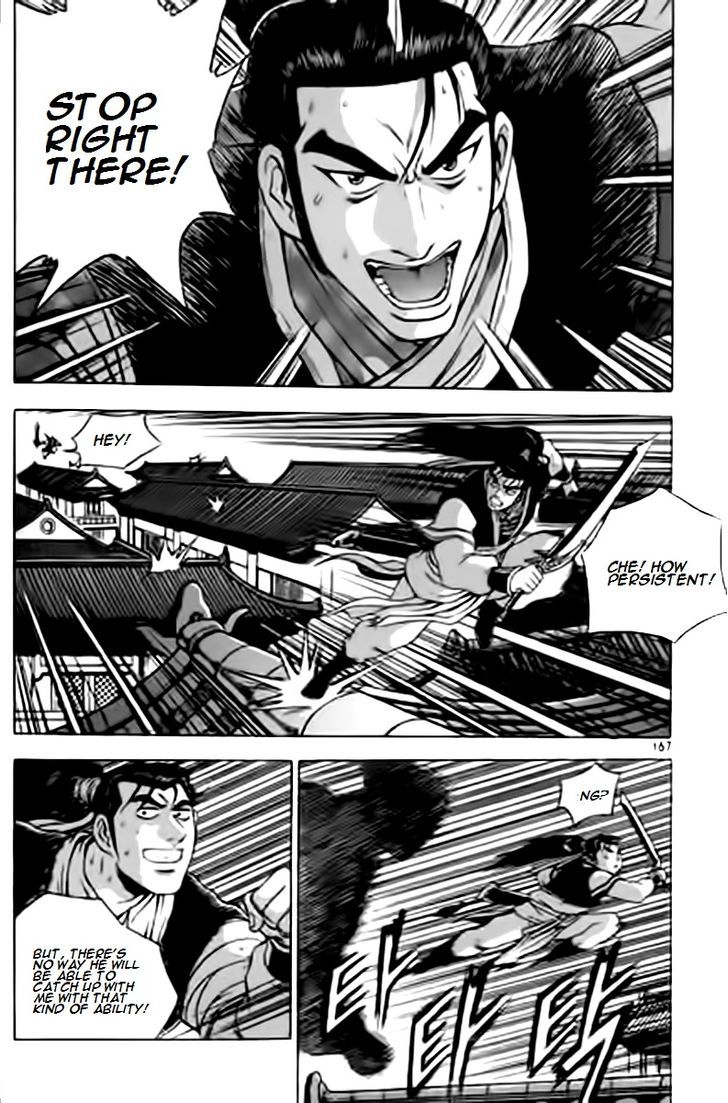 STOP
RIGHT
THERE!
HEY!
CHE! HOW
PERSISTENT!
167
BUT, THERE'S
NO WAY HE WILL
BE ABLE TO
CATCH UP WITH
ME WITH THAT
KIND OF ABILITY!
NG?
타
타
탁